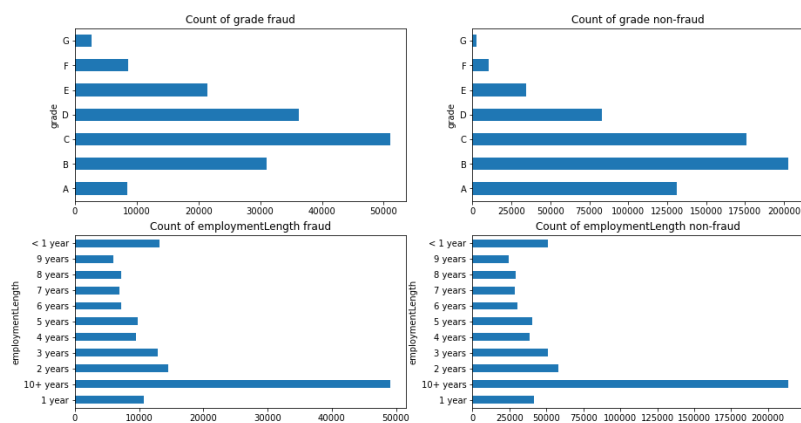 Count of grade fraud
G
F
E
D
C
B
A
grade
0 10000 20000 30000 40000 50000
Count of grade non-fraud
G
F
E
D
C
B
A
grade
0 25000 50000 75000 100000 125000 150000 175000 200000
Count of employmentLength fraud
< 1 year
9 years
8 years
7 years
6 years
5 years
4 years
3 years
2 years
10+ years
1 year
employmentLength
0 10000 20000 30000 40000 50000
Count of employmentLength non-fraud
< 1 year
9 years
8 years
7 years
6 years
5 years
4 years
3 years
2 years
10+ years
1 year
employmentLength
0 25000 50000 75000 100000 125000 150000 175000 200000